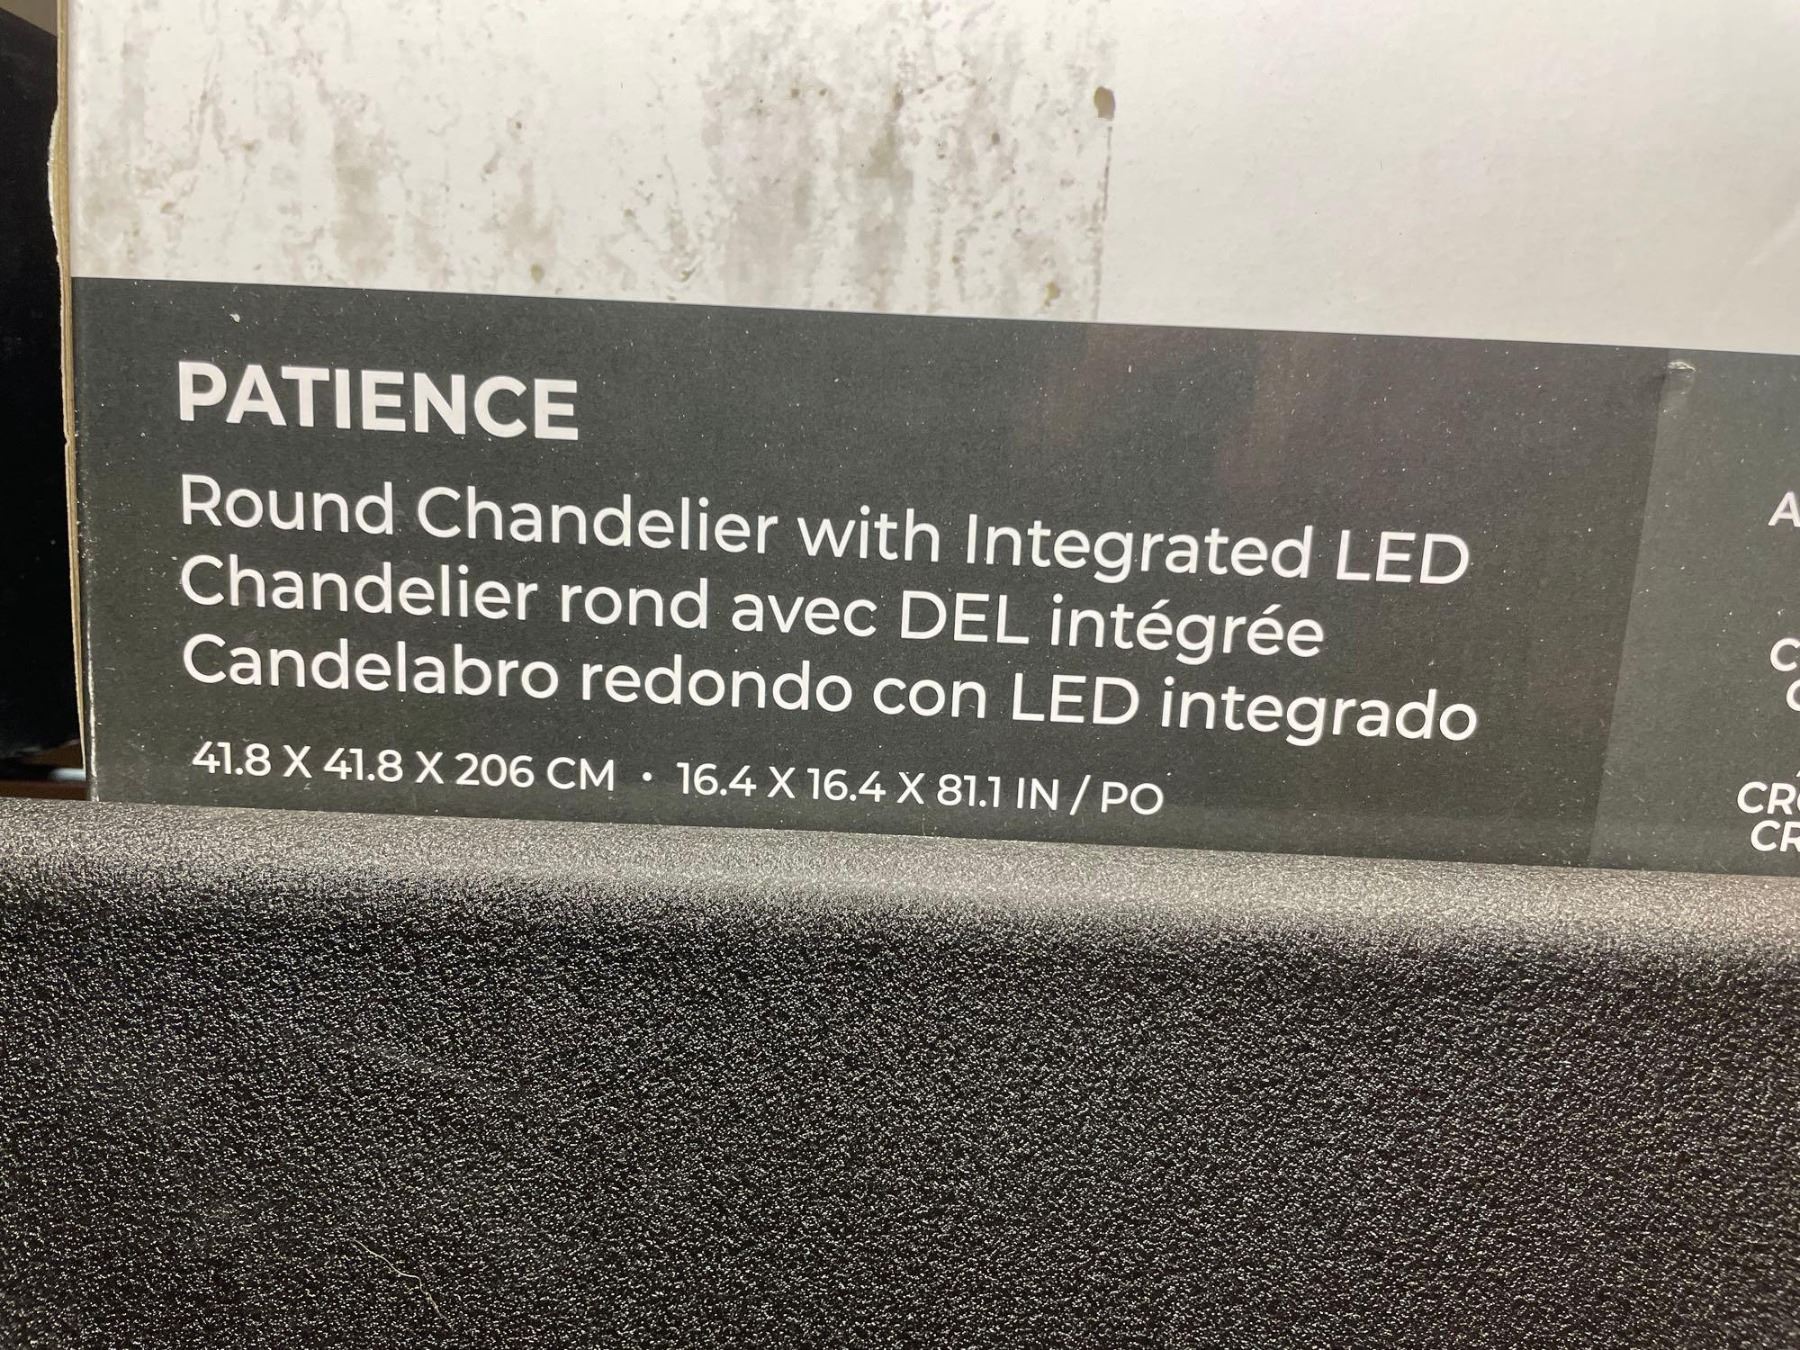 PATIENCE
Round Chandelier with Integrated LED
Chandelier rond avec DEL intégrée
Candelabro redondo con LED integrado
41.8 X 41.8 X 206 CM · 16.4 X 16.4 X 81.1 IN / PO